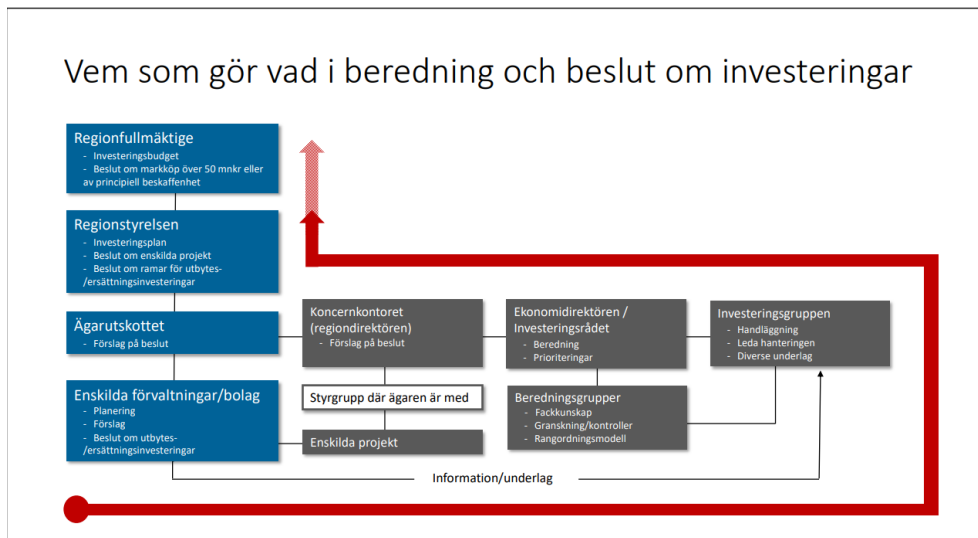 Vem som gör vad i beredning och beslut om investeringar
Regionfullmäktige
- Investeringsbudget
- Beslut om markköp över 50 mnkr eller
av principiell beskaffenhet
Regionstyrelsen
- Investeringsplan
- Beslut om enskilda projekt
- Beslut om ramar för utbytes-
/ersättningsinvesteringar
Ägarutskottet
- Förslag på beslut
Koncernkontoret
(regiondirektören)
- Förslag på beslut
Ekonomidirektören /
Investeringsrådet
- Beredning
- Prioriteringar
Investeringsgruppen
- Handläggning
- Leda hanteringen
- Diverse underlag
Enskilda förvaltningar/bolag
- Planering
- Förslag
- Beslut om utbytes-
/ersättningsinvesteringar
Styrgrupp där ägaren är med
Enskilda projekt
Beredningsgrupper
- Fackkunskap
- Granskning/kontroller
- Rangordningsmodell
Information/underlag